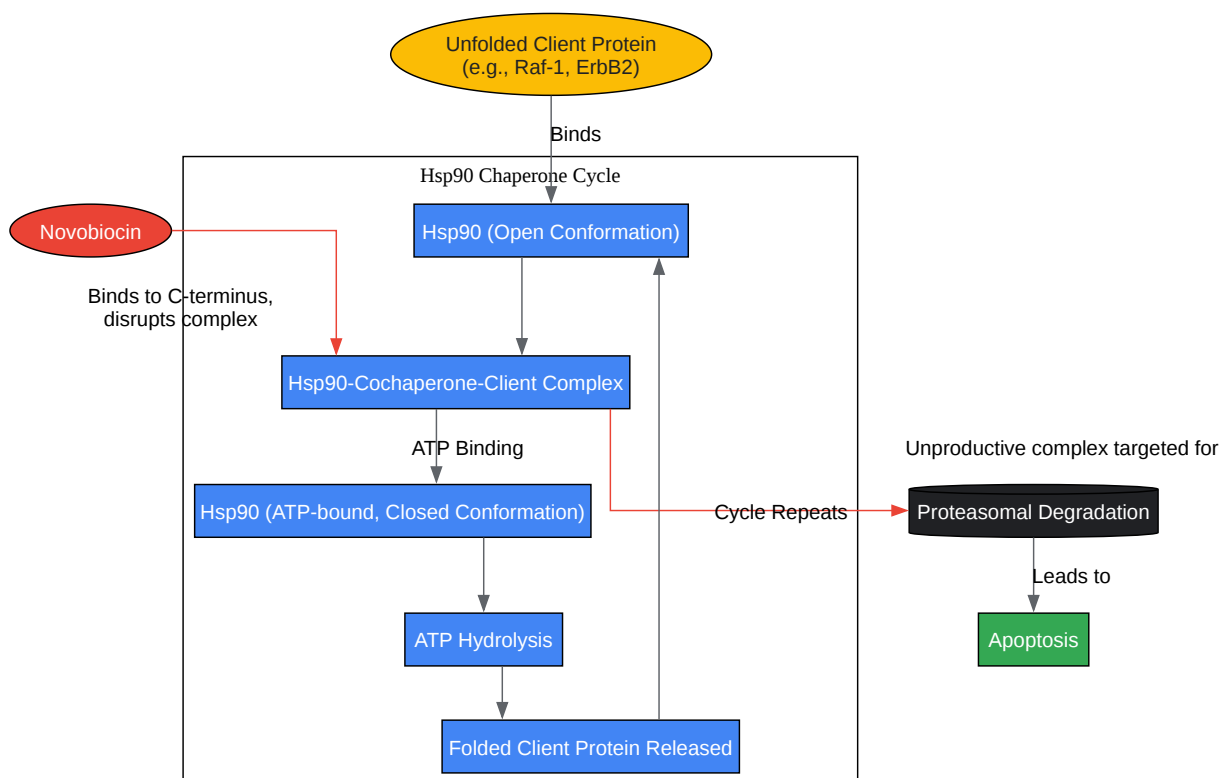 Unfolded Client Protein
(e.g., Raf-1, ErbB2)
Binds
Hsp90 Chaperone Cycle
Novobiocin
Hsp90 (Open Conformation)
Binds to C-terminus,
disrupts complex
Hsp90-Cochaperone-Client Complex
ATP Binding
Unproductive complex targeted for
Hsp90 (ATP-bound, Closed Conformation)
Cycle Repeats
Proteasomal Degradation
Leads to
ATP Hydrolysis
Apoptosis
Folded Client Protein Released